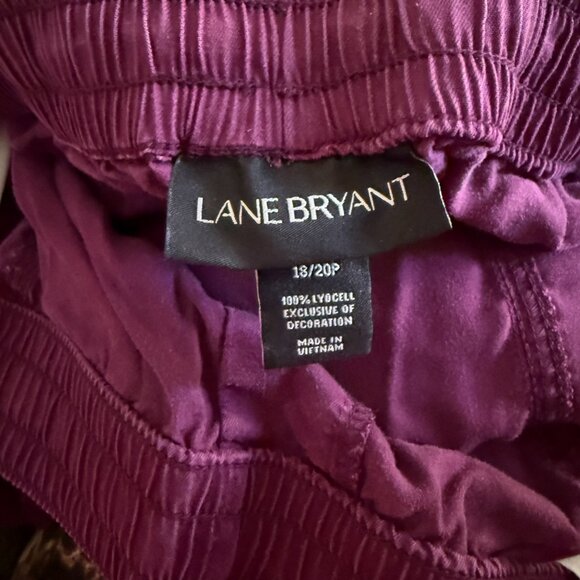 LANE BRYANT
18/20P
100% LYOCELL
EXCLUSIVE OF
DECORATION
MADE IN
VIETNAM